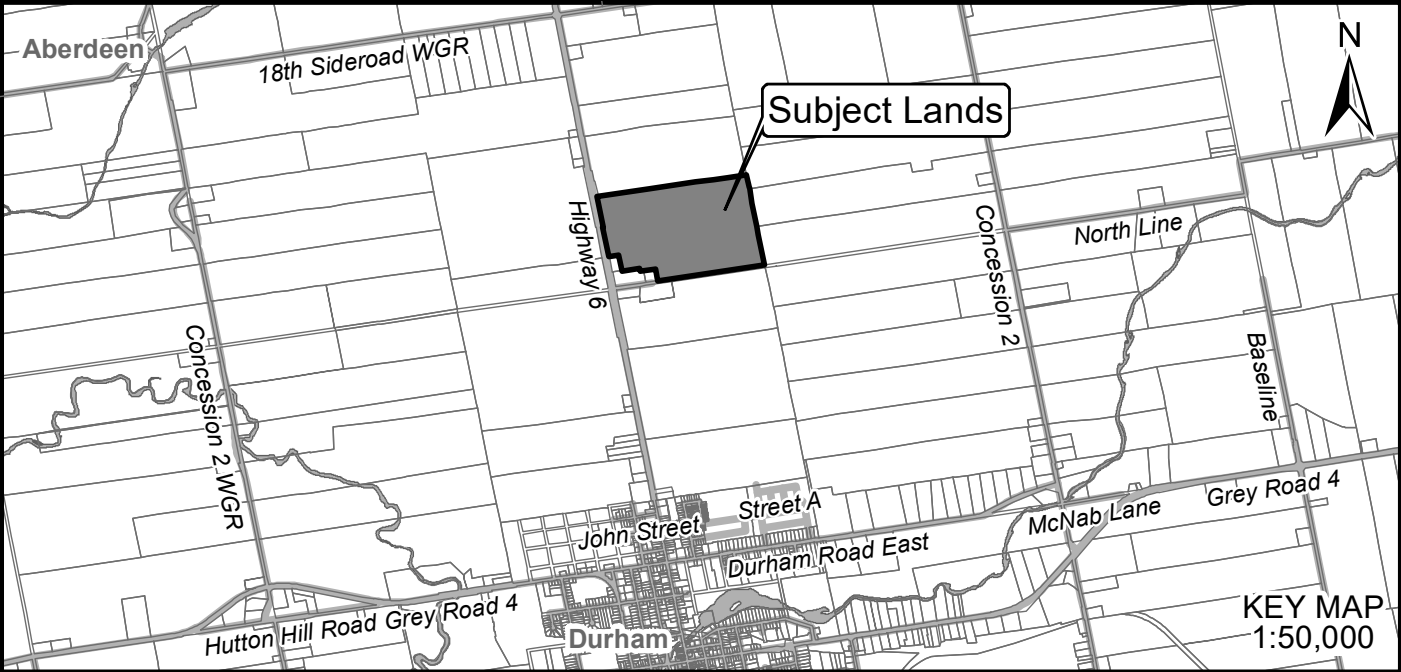 Aberdeen
18th Sideroad WGR
N
Subject Lands
Highway 6
Concession 2
North Line
Concession 2 WGR
Baseline
John Street
Street A
Durham Road East
McNab Lane
Grey Road 4
Hutton Hill Road
Grey Road 4
Durham
KEY MAP
1:50,000